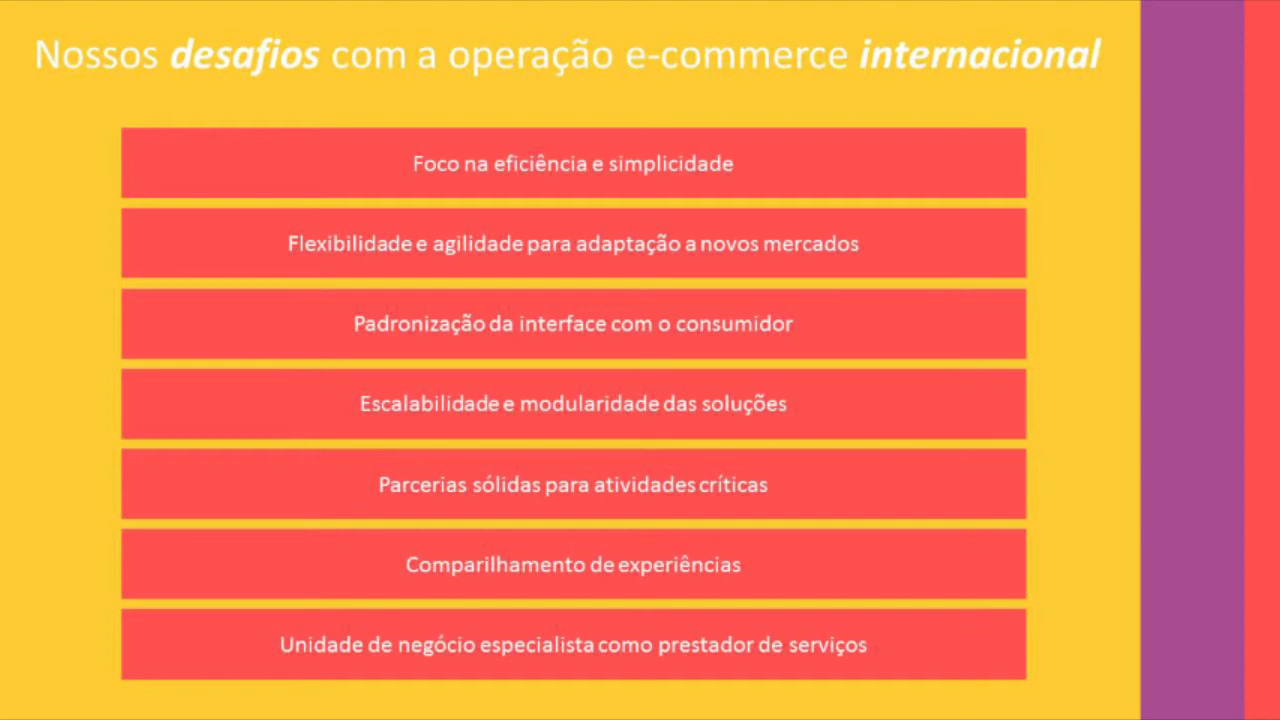 Nossos desafios com a operação e-commerce internacional
Foco na eficiência e simplicidade
Flexibilidade e agilidade para adaptação a novos mercados
Padronização da interface com o consumidor
Escalabilidade e modularidade das soluções
Parcerias sólidas para atividades críticas
Comparilhamento de experiências
Unidade de negócio especialista como prestador de serviços